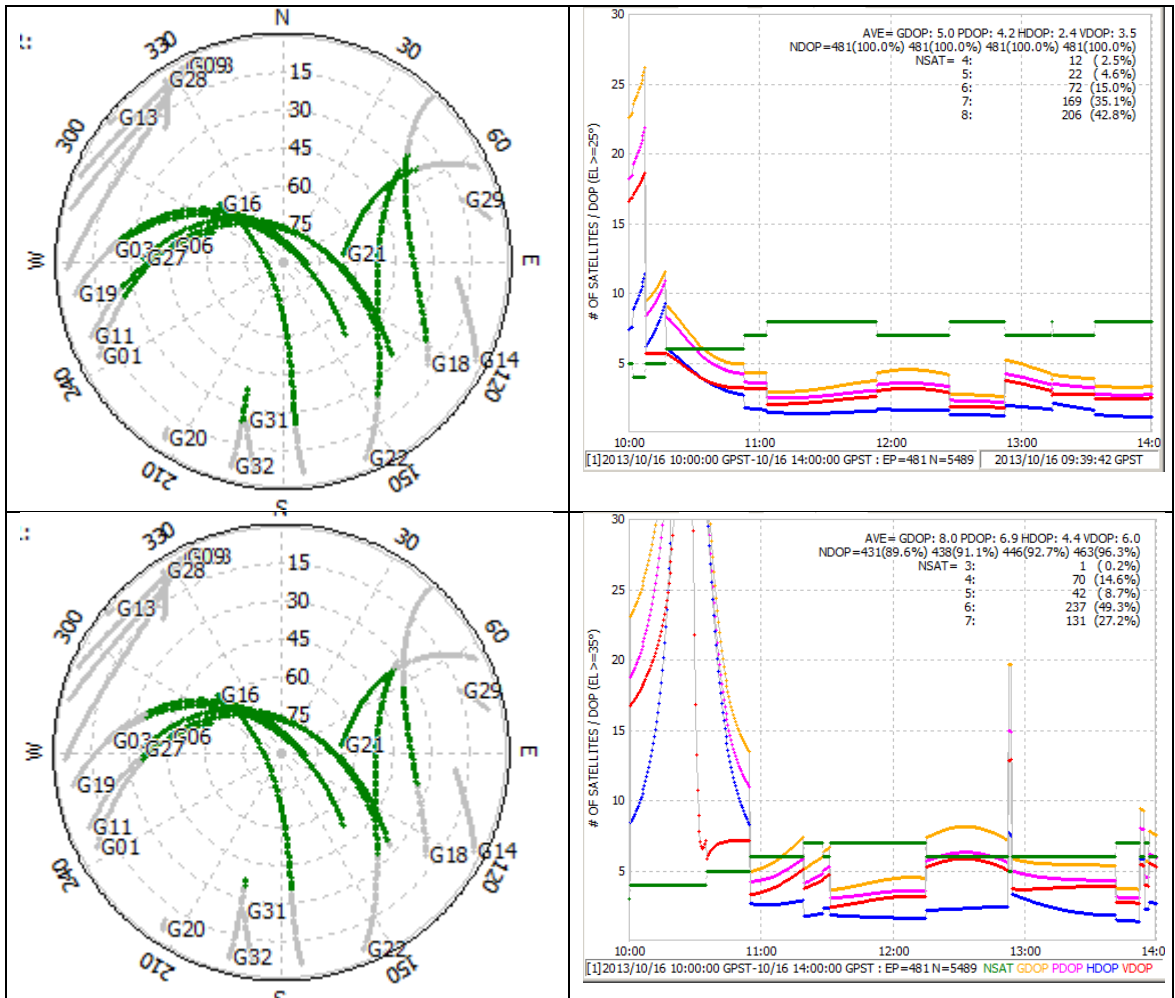 N
330
30
G093
G28
15
G13
30
300
45
60
60
G16
G29
75
G03
G06
G27
G21
W
E
G19
G11
G01
G18
G14
120
240
G31
G20
G22
G32
210
150
S
30
AVE= GDOP: 5.0 PDOP: 4.2 HDOP: 2.4 VDOP: 3.5
NDOP=481(100.0%) 481(100.0%) 481(100.0%) 481(100.0%)
NSAT= 4: 12 (2.5%)
5: 22 (4.6%)
6: 72 (15.0%)
7: 169 (35.1%)
8: 206 (42.8%)
25
20
15
10
5
# OF SATELLITES / DOP (EL >=25°)
10:00 11:00 12:00 13:00 14:0
[1]2013/10/16 10:00:00 GPST-10/16 14:00:00 GPST : EP=481 N=5489 2013/10/16 09:39:42 GPST
N
330
30
G093
G28
15
G13
30
300
45
60
60
G16
G29
75
G03
G06
G27
G21
W
E
G19
G11
G01
G18
G14
120
240
G31
G20
G22
G32
210
150
S
30
AVE= GDOP: 8.0 PDOP: 6.9 HDOP: 4.4 VDOP: 6.0
NDOP=431(89.6%) 438(91.1%) 446(92.7%) 463(96.3%)
NSAT= 3: 1 (0.2%)
4: 70 (14.6%)
5: 42 (8.7%)
6: 237 (49.3%)
7: 131 (27.2%)
25
20
15
10
5
# OF SATELLITES / DOP (EL >=35°)
10:00 11:00 12:00 13:00 14:0
[1]2013/10/16 10:00:00 GPST-10/16 14:00:00 GPST : EP=481 N=5489 NSAT GDOP PDOP HDOP VDOP